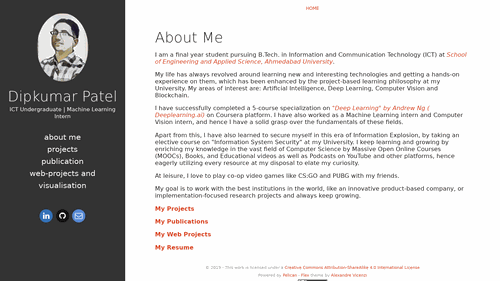 HOME
Dipkumar Patel
ICT Undergraduate | Machine Learning
Intern
about me
projects
publication
web-projects and
visualisation
About Me
I am a final year student pursuing B.Tech. in Information and Communication Technology (ICT) at School
of Engineering and Applied Science, Ahmedabad University.
My life has always revolved around learning new and interesting technologies and getting a hands-on
experience on them, which has been enhanced by the project-based learning philosophy at my
University. My areas of interest are: Artificial Intelligence, Deep Learning, Computer Vision and
Blockchain.
I have successfully completed a 5-course specialization on "Deep Learning" by Andrew Ng (
Deeplearning.ai) on Coursera platform. I have also worked as a Machine Learning intern and Computer
Vision intern, and hence I have a solid grasp over the fundamentals of these fields.
Apart from this, I have also learned to secure myself in this era of Information Explosion, by taking an
elective course on "Information System Security" at my University. I keep learning and growing by
enriching my knowledge in the vast field of Computer Science by Massive Open Online Courses
(MOOCs), Books, and Educational videos as well as Podcasts on YouTube and other platforms, hence
eagerly utilizing every resource at my disposal to elate my curiosity.
At leisure, I love to play co-op video games like CS:GO and PUBG with my friends.
My goal is to work with the best institutions in the world, like an innovative product-based company, or
implementation-focused research projects and always keep growing.
My Projects
My Publications
My Web Projects
My Resume
© 2019 - This work is licensed under a Creative Commons Attribution-ShareAlike 4.0 International License
Powered by Pelican - Flex theme by Alexandre Vicenzi